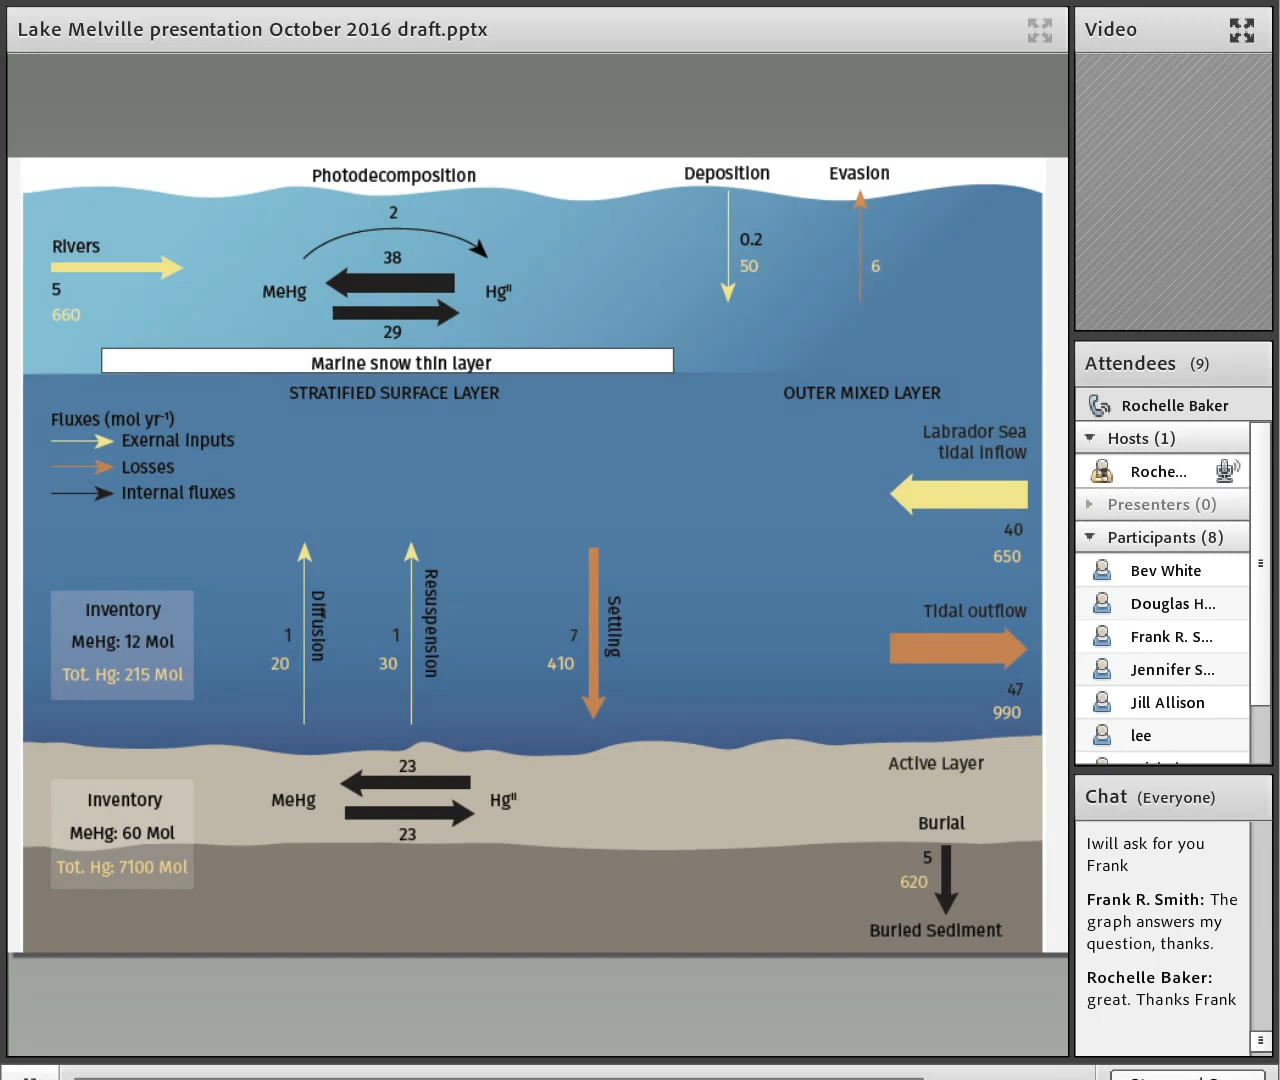 Lake Melville presentation October 2016 draft.pptx
Photodecomposition
Deposition
Evasion
2
Rivers
38
0.2
5
MeHg
Hgᴵᴵ
50
6
660
29
Marine snow thin layer
STRATIFIED SURFACE LAYER
OUTER MIXED LAYER
Fluxes (mol yr⁻¹)
Exernal Inputs
Losses
Internal fluxes
Labrador Sea
tidal Inflow
40
650
Inventory
MeHg: 12 Mol
Tot. Hg: 215 Mol
Diffusion
1
20
Resuspension
1
30
Settling
7
410
Tidal outflow
47
990
23
Active Layer
MeHg
Hgᴵᴵ
23
Inventory
MeHg: 60 Mol
Tot. Hg: 7100 Mol
Burial
5
620
Buried Sediment
Video
Attendees (9)
Rochelle Baker
Hosts (1)
Roche...
Presenters (0)
Participants (8)
Bev White
Douglas H...
Frank R. S...
Jennifer S...
Jill Allison
lee
Chat (Everyone)
Iwill ask for you
Frank
Frank R. Smith: The
graph answers my
question, thanks.
Rochelle Baker:
great. Thanks Frank